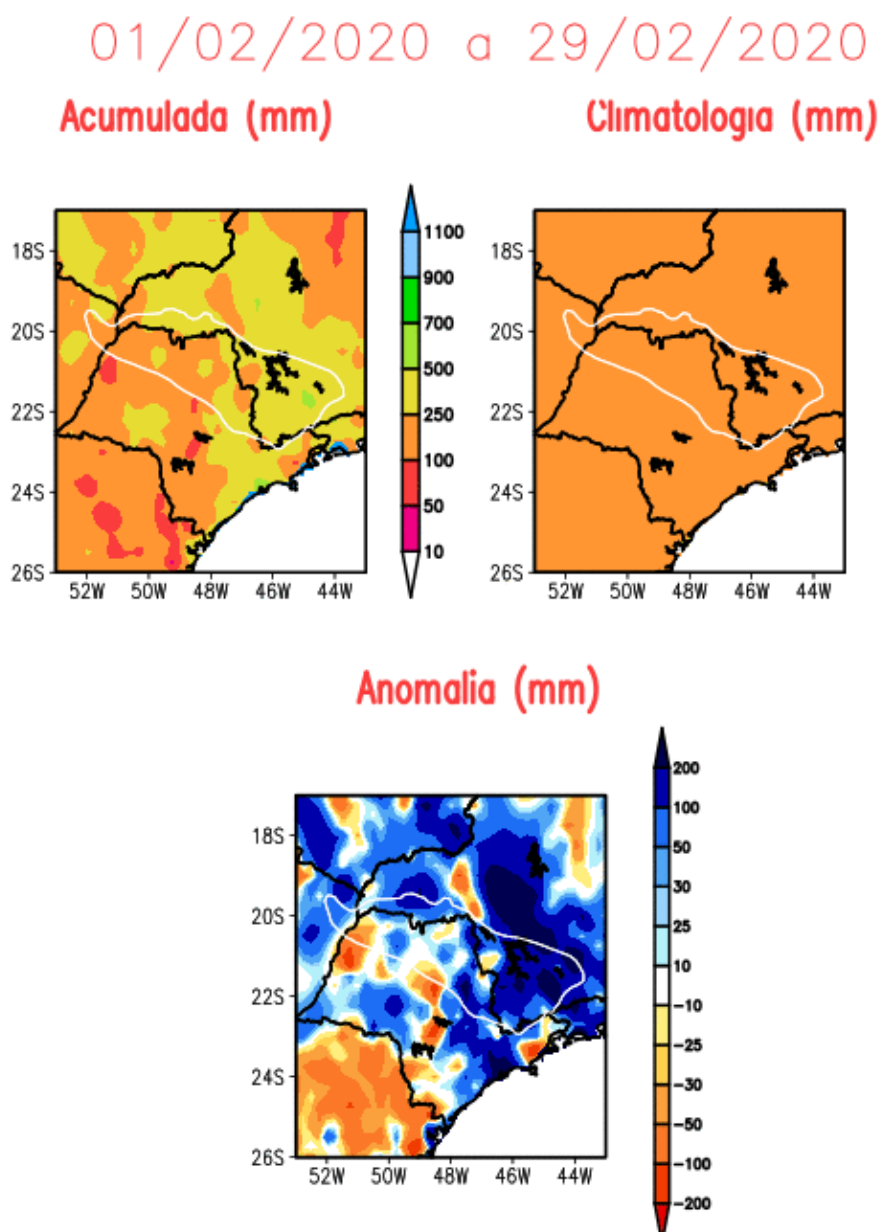 01/02/2020 a 29/02/2020
Acumulada (mm)
Climatologia (mm)
18S
20S
22S
24S
26S
52W 50W 48W 46W 44W
1100
900
700
500
250
100
50
10
18S
20S
22S
24S
26S
52W 50W 48W 46W 44W
Anomalia (mm)
18S
20S
22S
24S
26S
52W 50W 48W 46W 44W
200
100
50
30
25
10
-10
-25
-30
-50
-100
-200